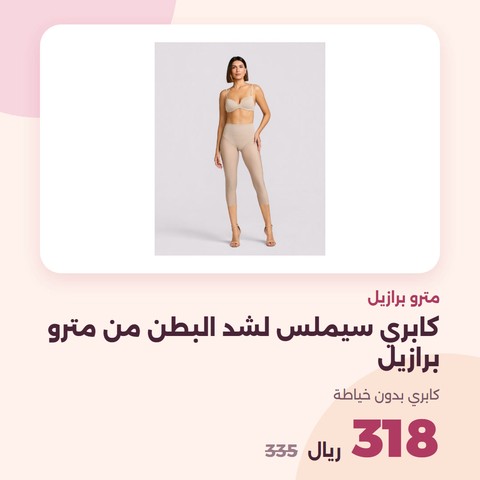 مترو برازيل
كابري سيملس لشد البطن من مترو
برازيل
كابري بدون خياطة
318 ريال 335